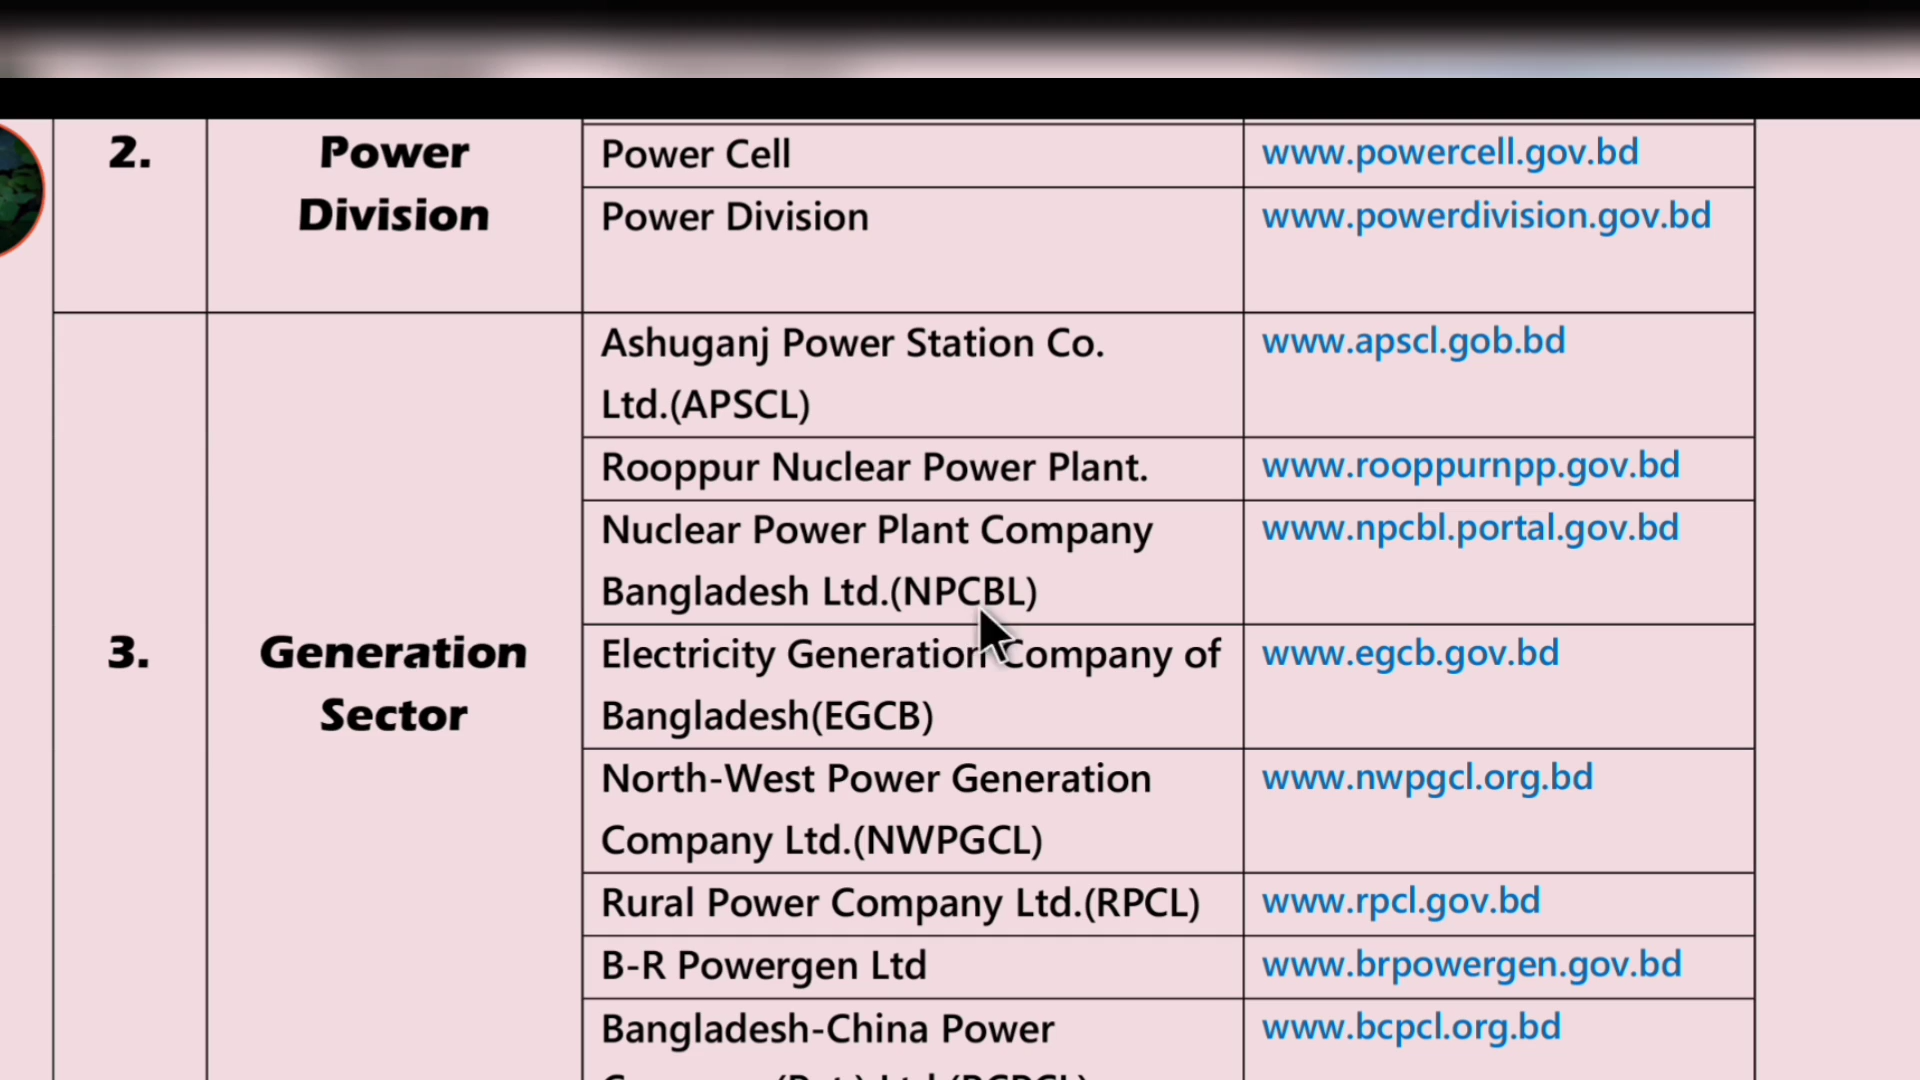 2. Power Power Cell www.powercell.gov.bd
Division Power Division www.powerdivision.gov.bd
Ashuganj Power Station Co. www.apscl.gob.bd
Ltd.(APSCL)
Rooppur Nuclear Power Plant. www.rooppurnpp.gov.bd
Nuclear Power Plant Company www.npcbl.portal.gov.bd
Bangladesh Ltd.(NPCBL)
3. Generation Electricity Generation Company of www.egcb.gov.bd
Sector Bangladesh(EGCB)
North-West Power Generation www.nwpgcl.org.bd
Company Ltd.(NWPGCL)
Rural Power Company Ltd.(RPCL) www.rpcl.gov.bd
B-R Powergen Ltd www.brpowergen.gov.bd
Bangladesh-China Power www.bcpcl.org.bd